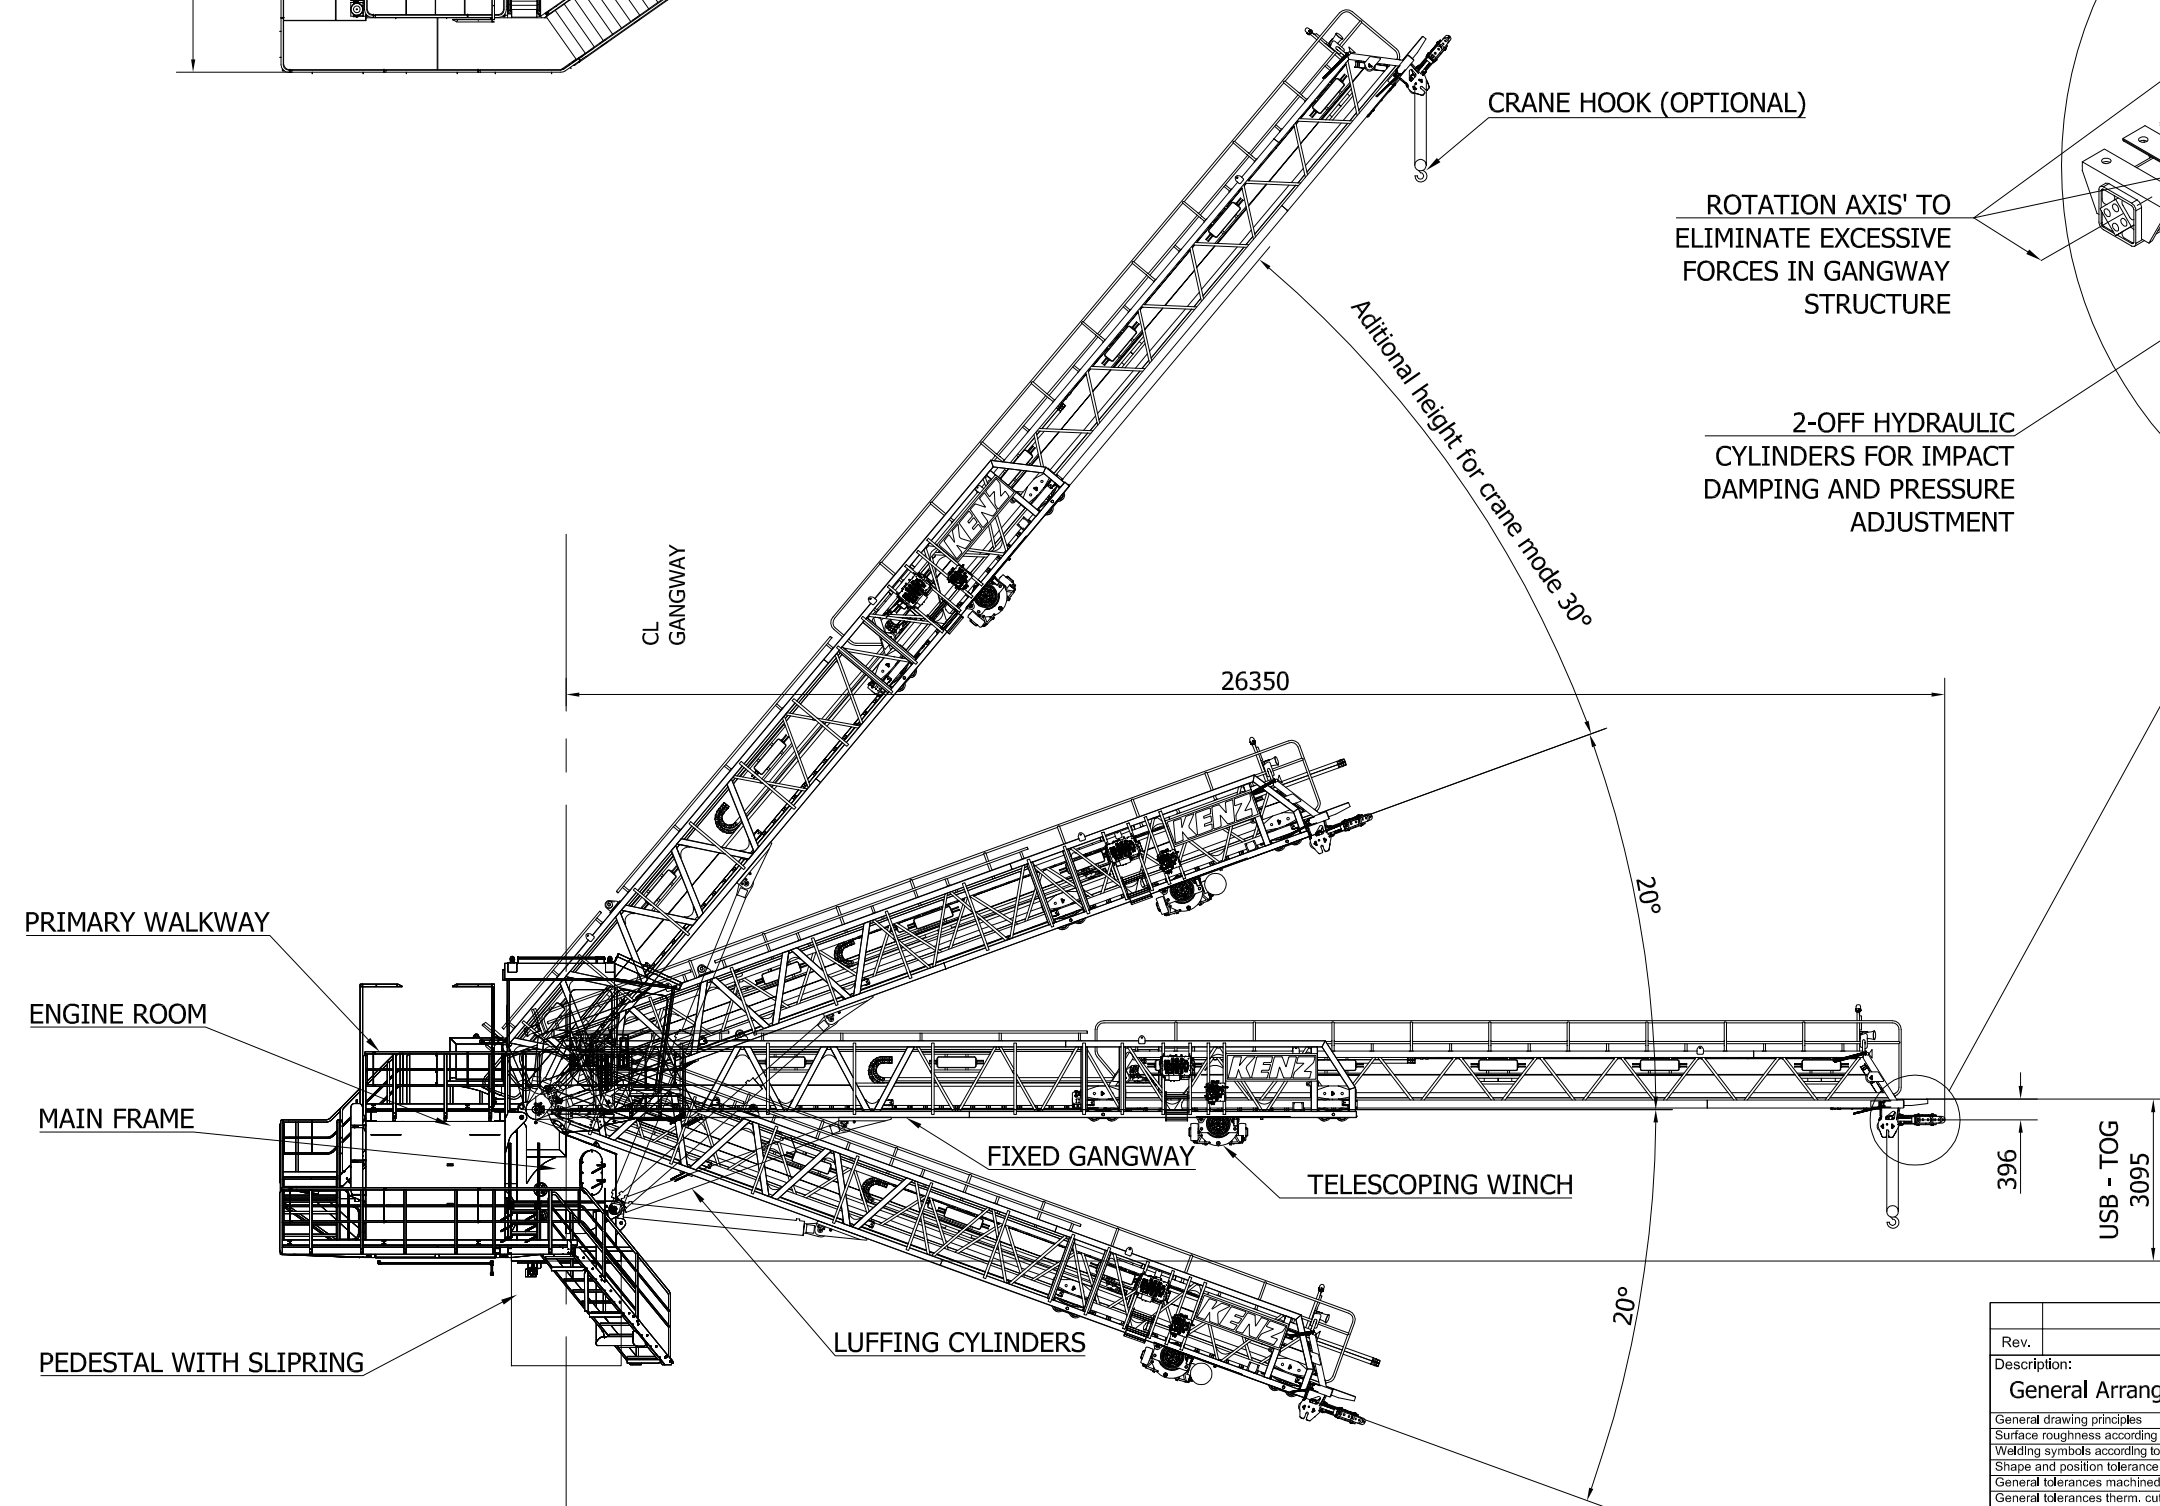 CRANE HOOK (OPTIONAL)
ROTATION AXIS' TO
ELIMINATE EXCESSIVE
FORCES IN GANGWAY
STRUCTURE
Aditional height for crane mode 30°
2-OFF HYDRAULIC
CYLINDERS FOR IMPACT
DAMPING AND PRESSURE
ADJUSTMENT
KENZ
CL
GANGWAY
26350
KENZ
20°
PRIMARY WALKWAY
ENGINE ROOM
MAIN FRAME
KENZ
FIXED GANGWAY
TELESCOPING WINCH
396
USB - TOG
3095
KENZ
20°
LUFFING CYLINDERS
PEDESTAL WITH SLIPRING
Rev.
Description:
General Arrang
General drawing principles
Surface roughness according
Welding symbols according to
Shape and position tolerance
General tolerances machined
General tolerances therm. cut